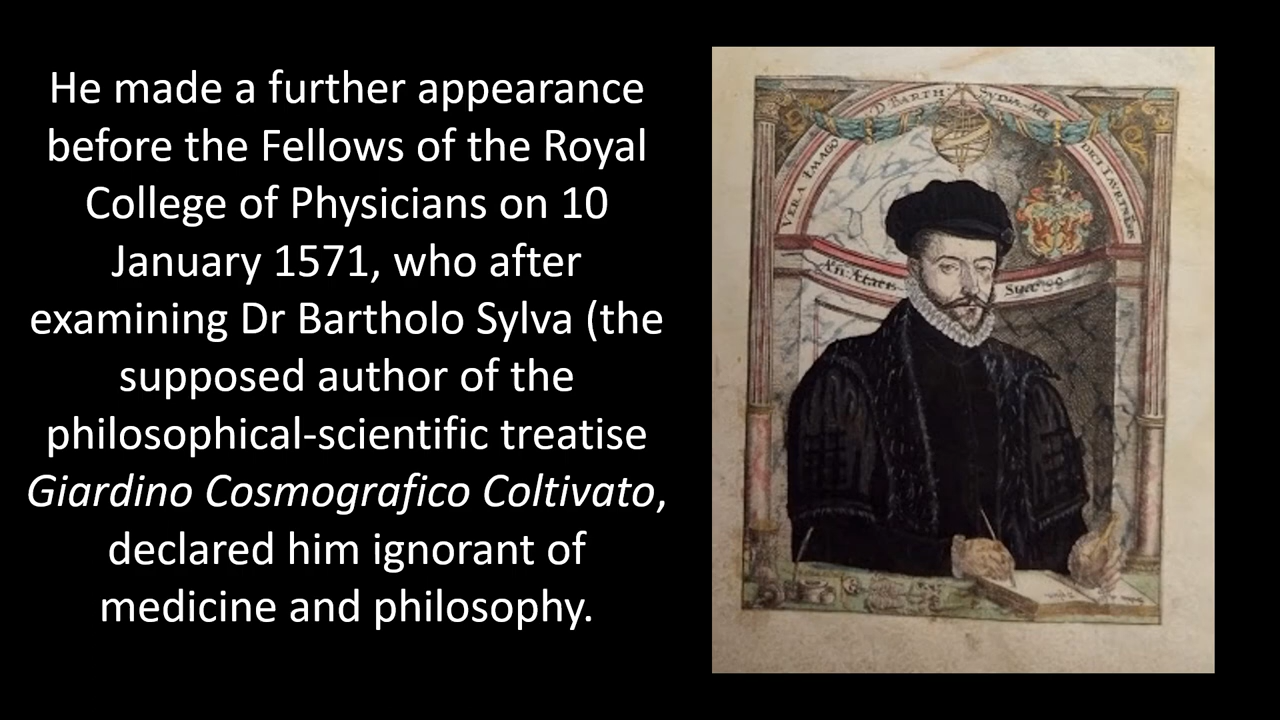 He made a further appearance
before the Fellows of the Royal
College of Physicians on 10
January 1571, who after
examining Dr Bartholo Sylva (the
supposed author of the
philosophical-scientific treatise
Giardino Cosmografico Coltivato,
declared him ignorant of
medicine and philosophy.
VERA IMAGO D. BARTH.